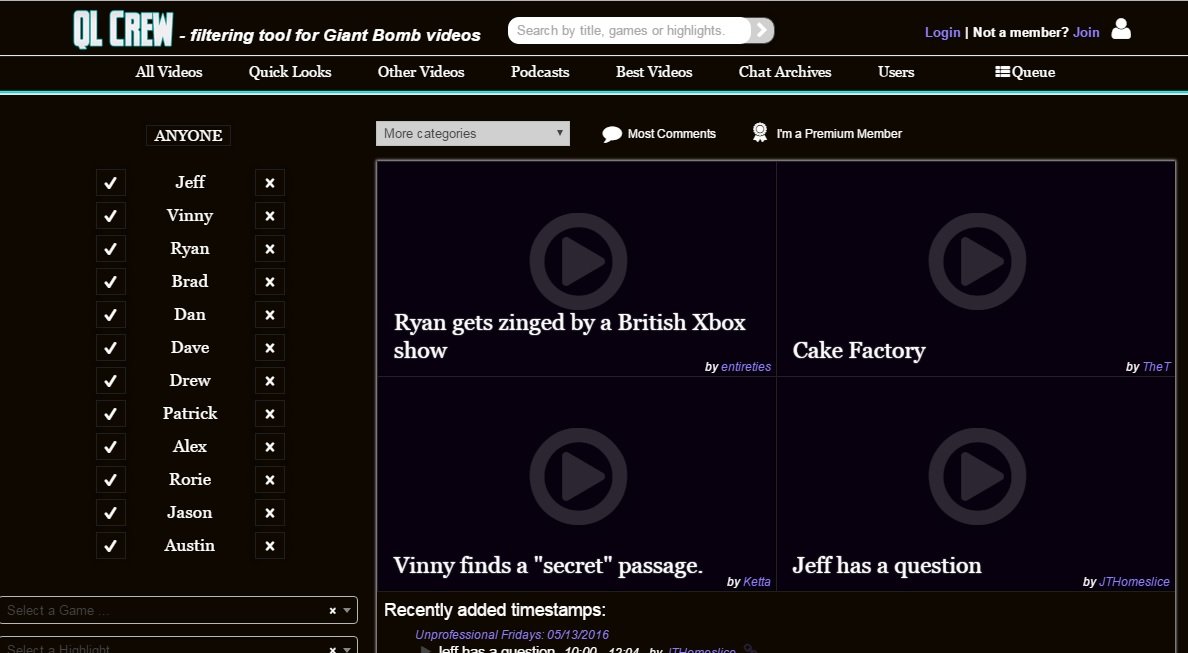 QL CREW - filtering tool for Giant Bomb videos
Search by title, games or highlights.
Login | Not a member? Join
All Videos Quick Looks Other Videos Podcasts Best Videos Chat Archives Users Queue
ANYONE
Jeff
Vinny
Ryan
Brad
Dan
Dave
Drew
Patrick
Alex
Rorie
Jason
Austin
Select a Game ...
Select a Highlight
More categories
Most Comments
I'm a Premium Member
Ryan gets zinged by a British Xbox
show
by entireties
Cake Factory
by TheT
Vinny finds a "secret" passage.
by Ketta
Jeff has a question
by JTHomeslice
Recently added timestamps:
Unprofessional Fridays: 05/13/2016
Jeff has a question 10:00 - 12:04 by JTHomeslice